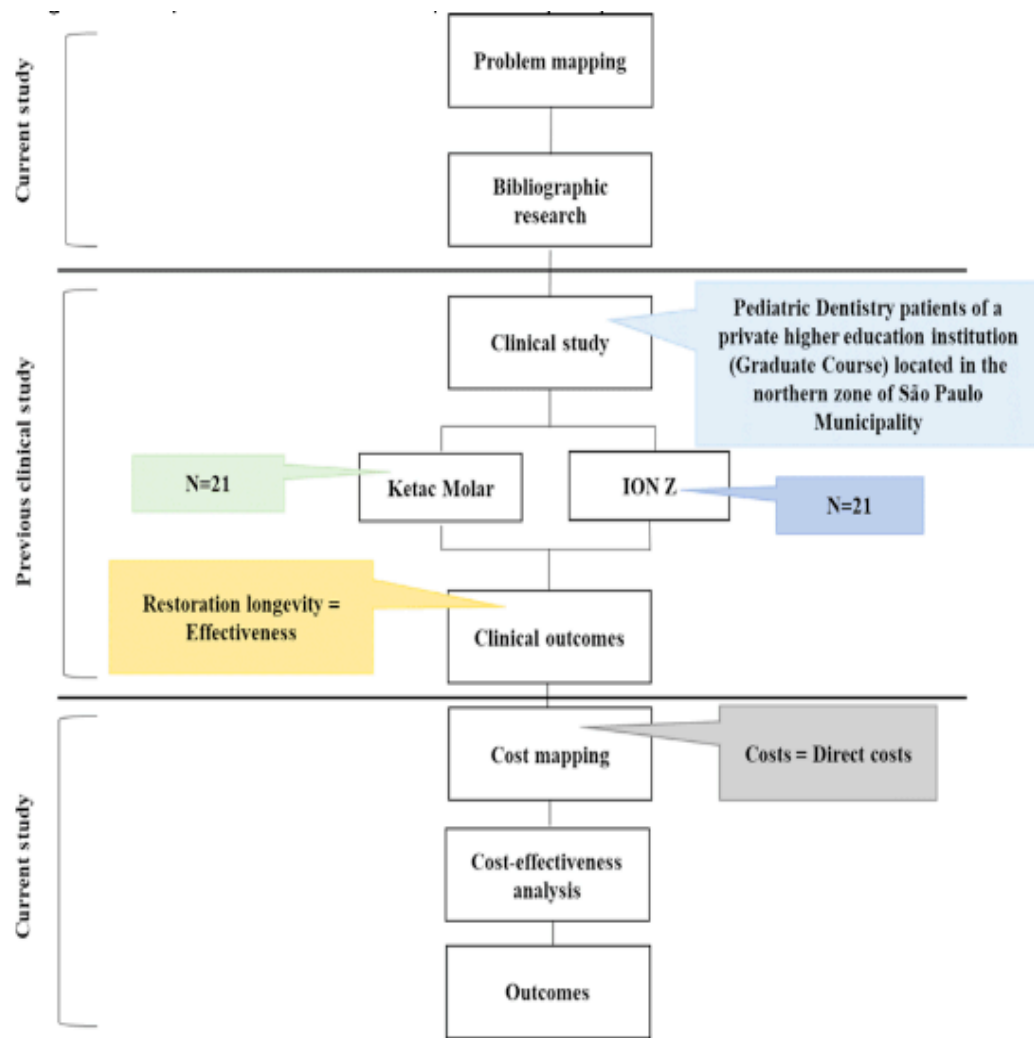 Current study
Problem mapping
Bibliographic
research
Previous clinical study
Clinical study
Pediatric Dentistry patients of a
private higher education institution
(Graduate Course) located in the
northern zone of São Paulo
Municipality
N=21
Ketac Molar
ION Z
N=21
Restoration longevity =
Effectiveness
Clinical outcomes
Current study
Cost mapping
Costs = Direct costs
Cost-effectiveness
analysis
Outcomes